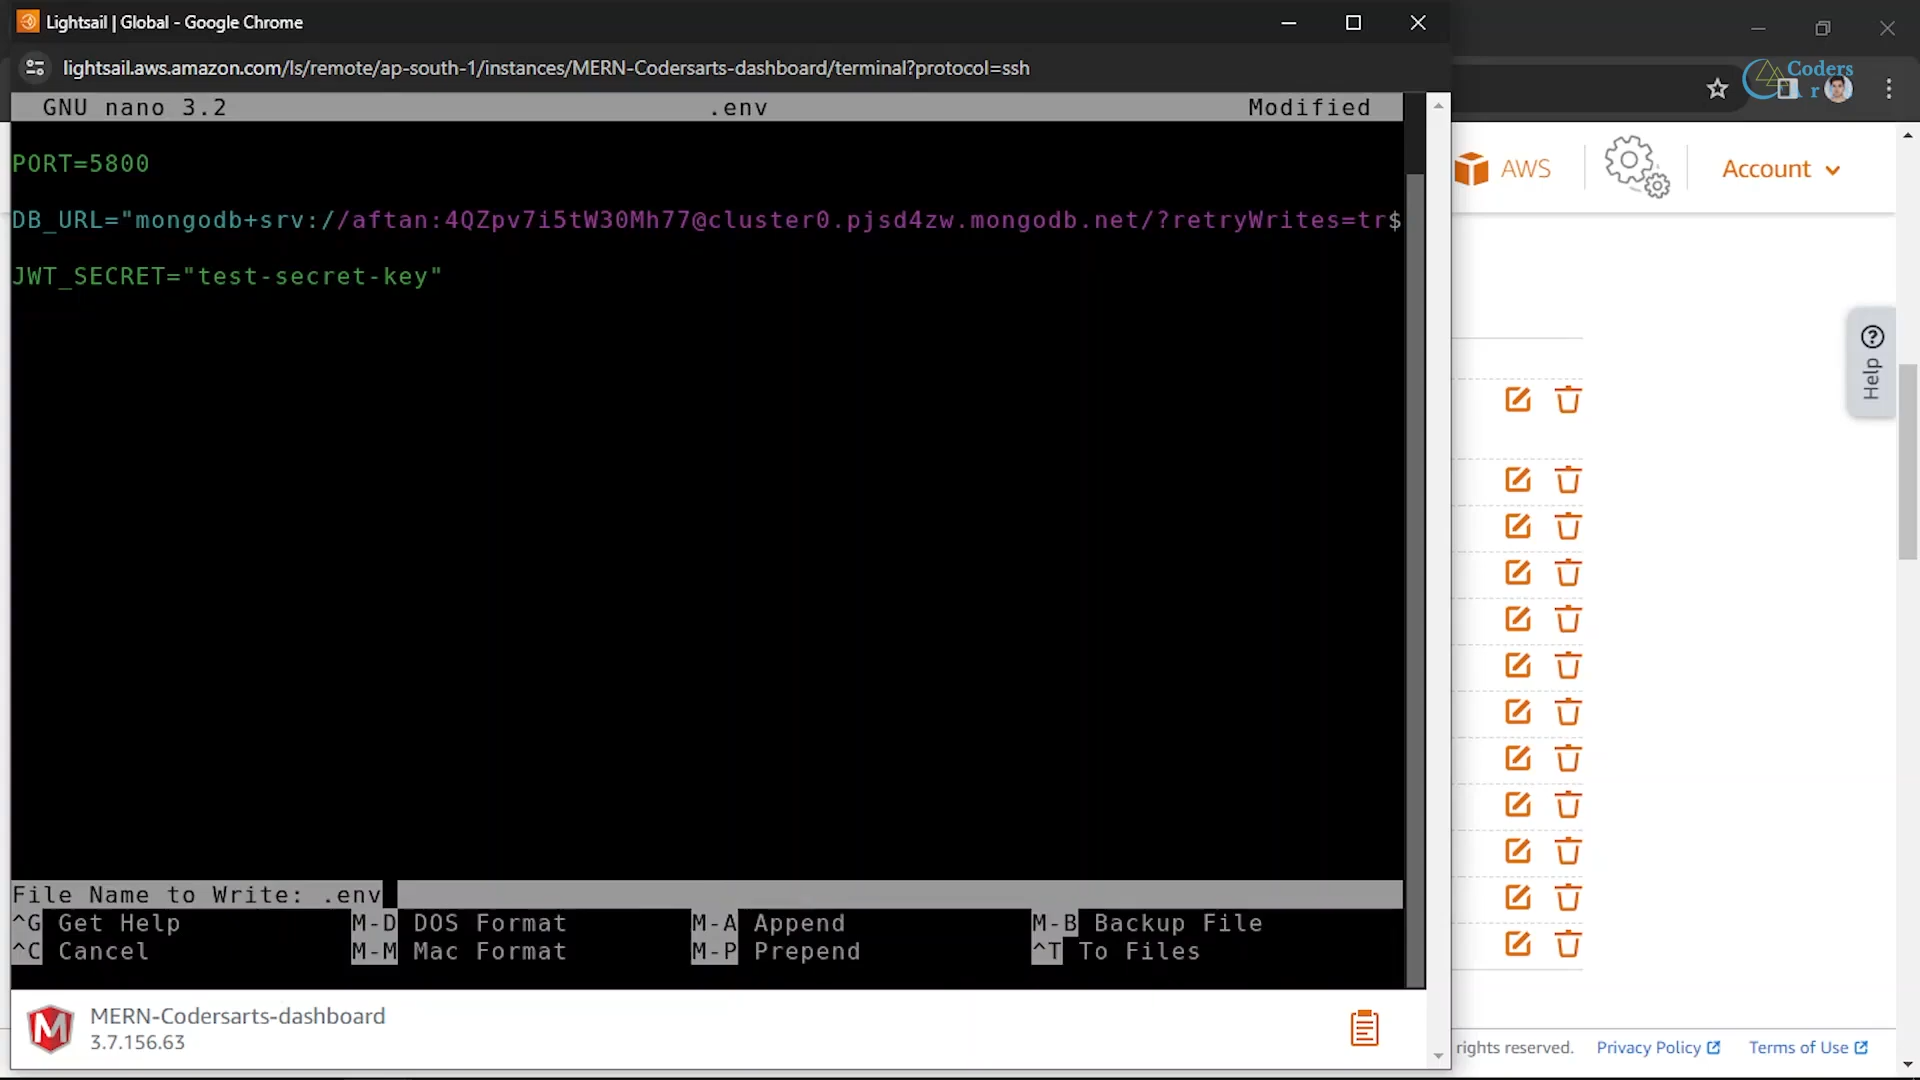 Lightsail | Global - Google Chrome
lightsail.aws.amazon.com/ls/remote/ap-south-1/instances/MERN-Codersarts-dashboard/terminal?protocol=ssh
Coders
r
GNU nano 3.2 .env Modified
PORT=5800
AWS
Account
DB_URL="mongodb+srv://aftan:4QZpv7i5tW30Mh77@cluster0.pjsd4zw.mongodb.net/?retryWrites=tr$
JWT_SECRET="test-secret-key"
Help
File Name to Write: .env
^G Get Help M-D DOS Format M-A Append M-B Backup File
^C Cancel M-M Mac Format M-P Prepend ^T To Files
MERN-Codersarts-dashboard
3.7.156.63
rights reserved. Privacy Policy Terms of Use